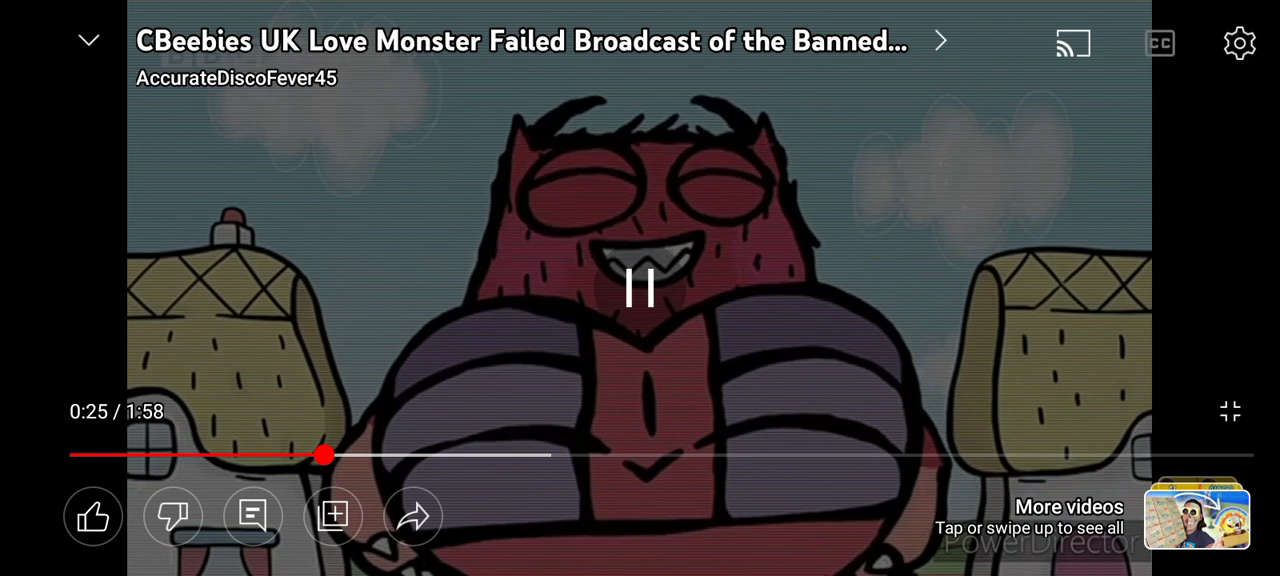 CBeebies UK Love Monster Failed Broadcast of the Banned...
AccurateDiscoFever45
CC
0:25 / 1:58
More videos
Tap or swipe up to see all
PowerDirector